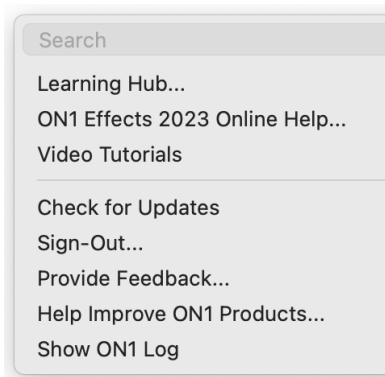 Search
Learning Hub...
ON1 Effects 2023 Online Help...
Video Tutorials
Check for Updates
Sign-Out...
Provide Feedback...
Help Improve ON1 Products...
Show ON1 Log